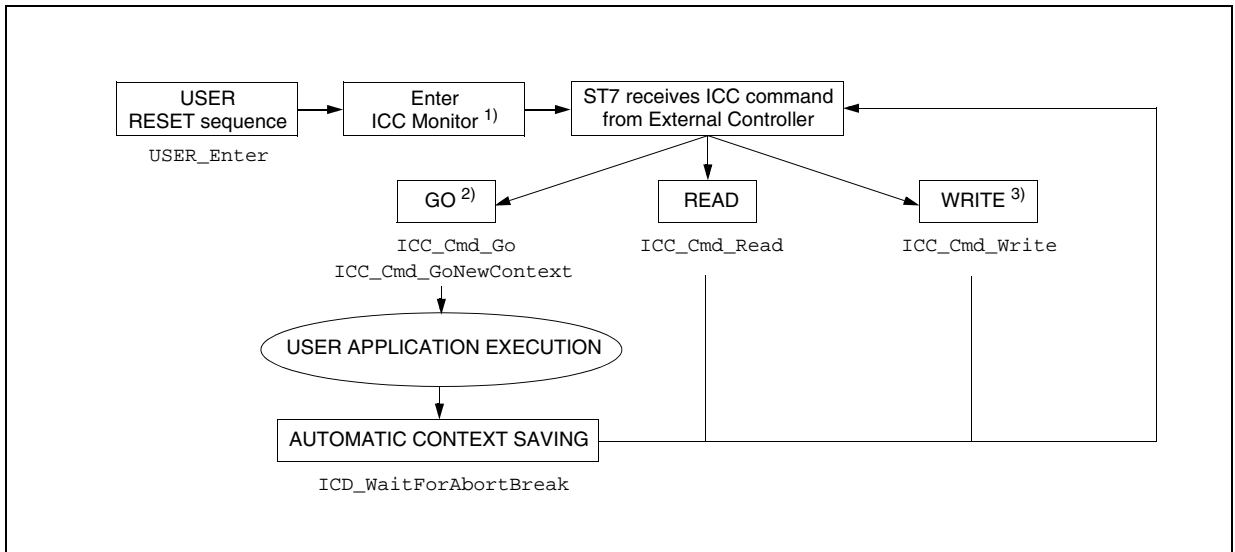 USER
RESET sequence
Enter
ICC Monitor 1)
ST7 receives ICC command
from External Controller
USER_Enter
GO 2)
READ
WRITE 3)
ICC_Cmd_Go
ICC_Cmd_GoNewContext
ICC_Cmd_Read
ICC_Cmd_Write
USER APPLICATION EXECUTION
AUTOMATIC CONTEXT SAVING
ICD_WaitForAbortBreak